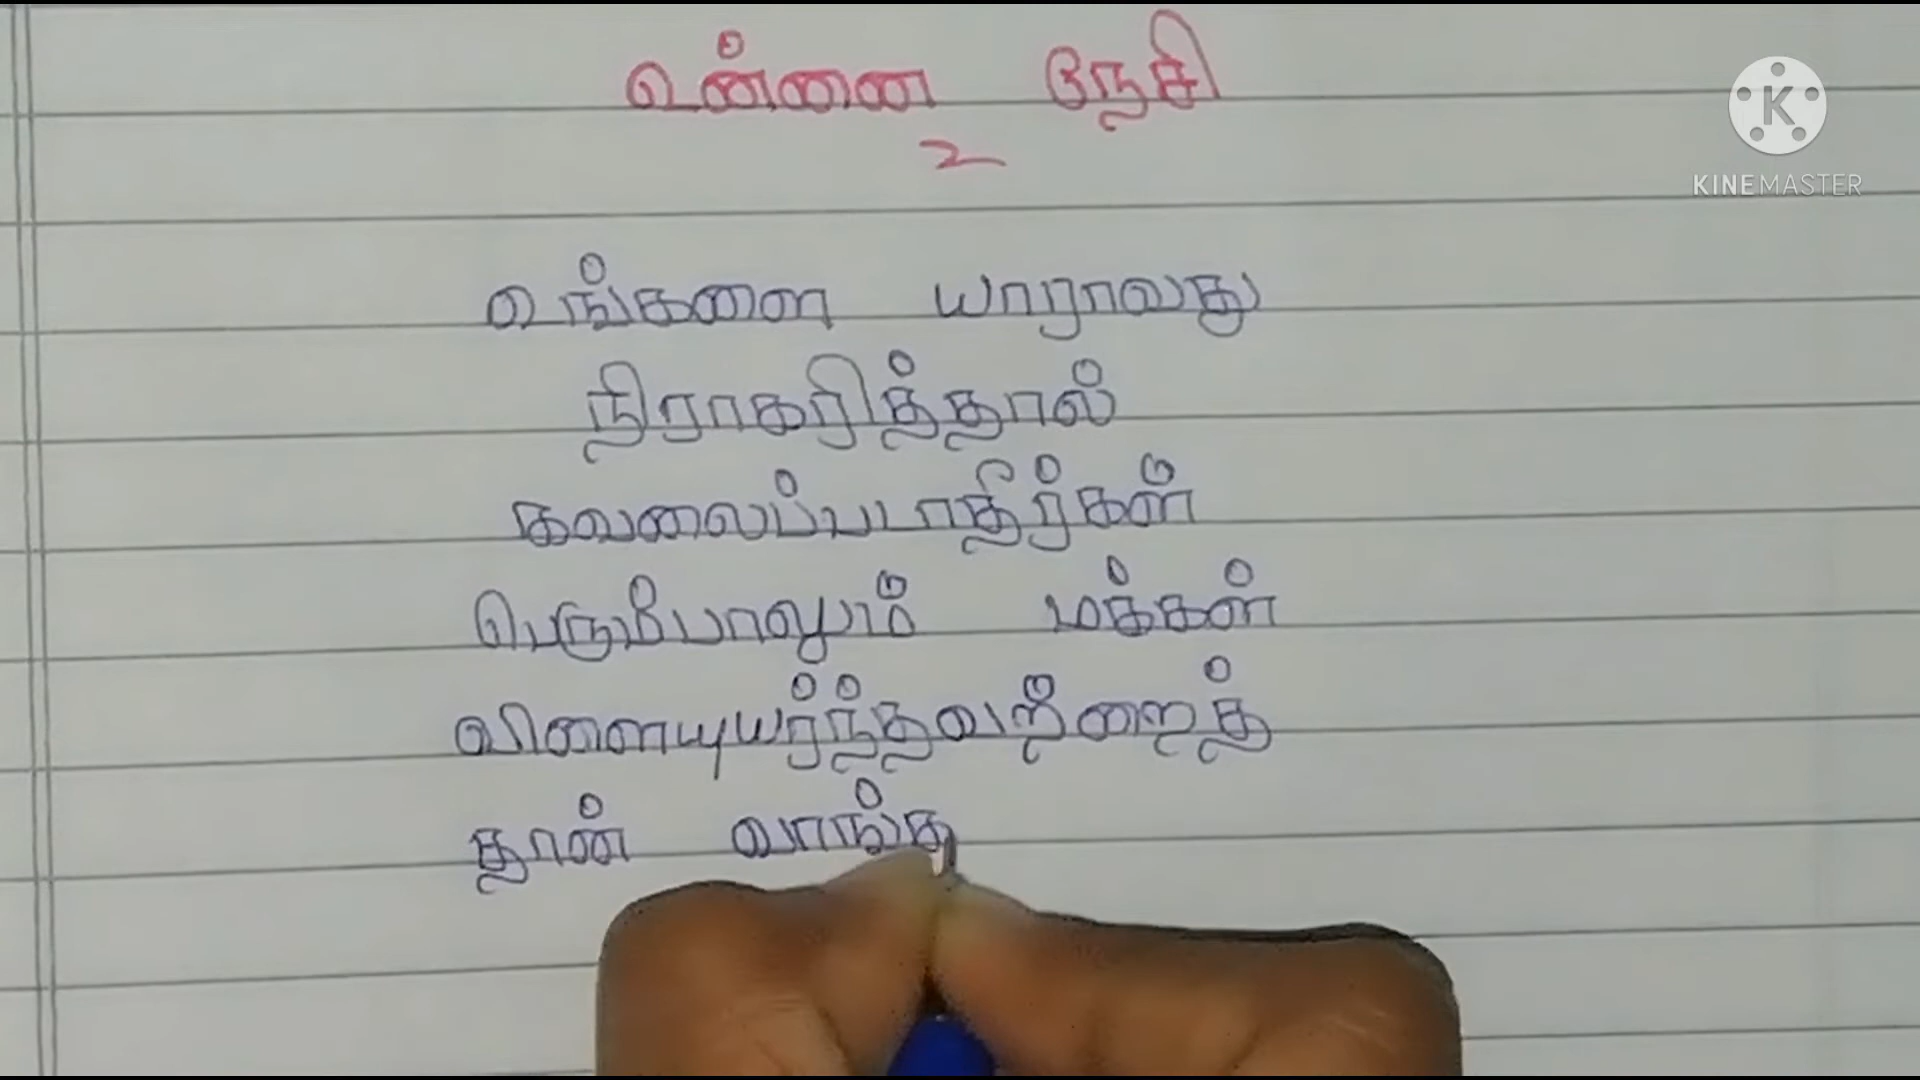 உன்னை நேசி
KINEMASTER
உங்களை யாராவது
நிராகரித்தால்
கவலைப்படாதீர்கள்
பெரும்போலும் மக்கள்
விளையுயர்ந்தவற்றைத்
தான் வாங்க